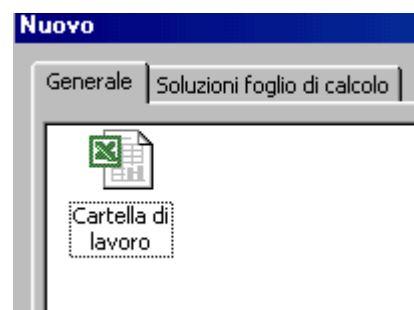 Nuovo
Generale
Soluzioni foglio di calcolo
Cartella di
lavoro